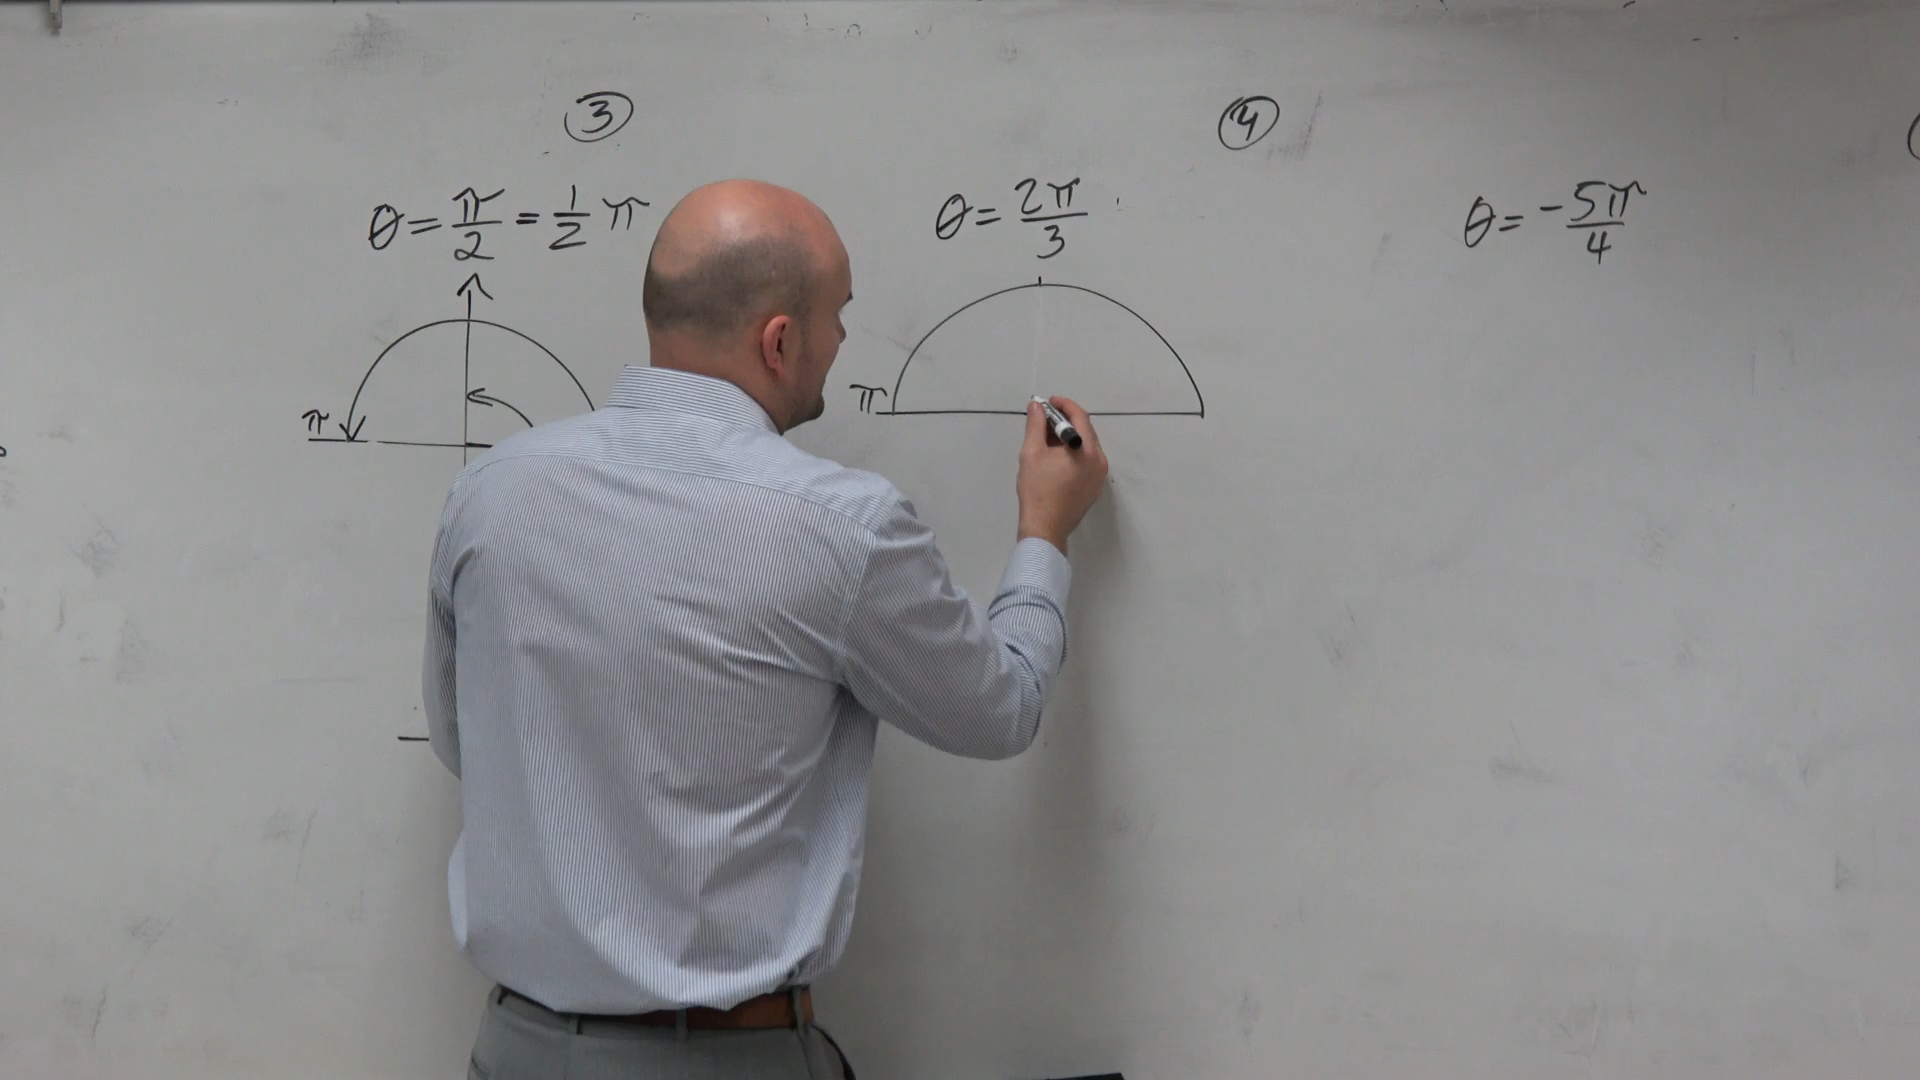 ③
④
θ = π/2 = 1/2 π
θ = 2π/3
θ = -5π/4
π
π